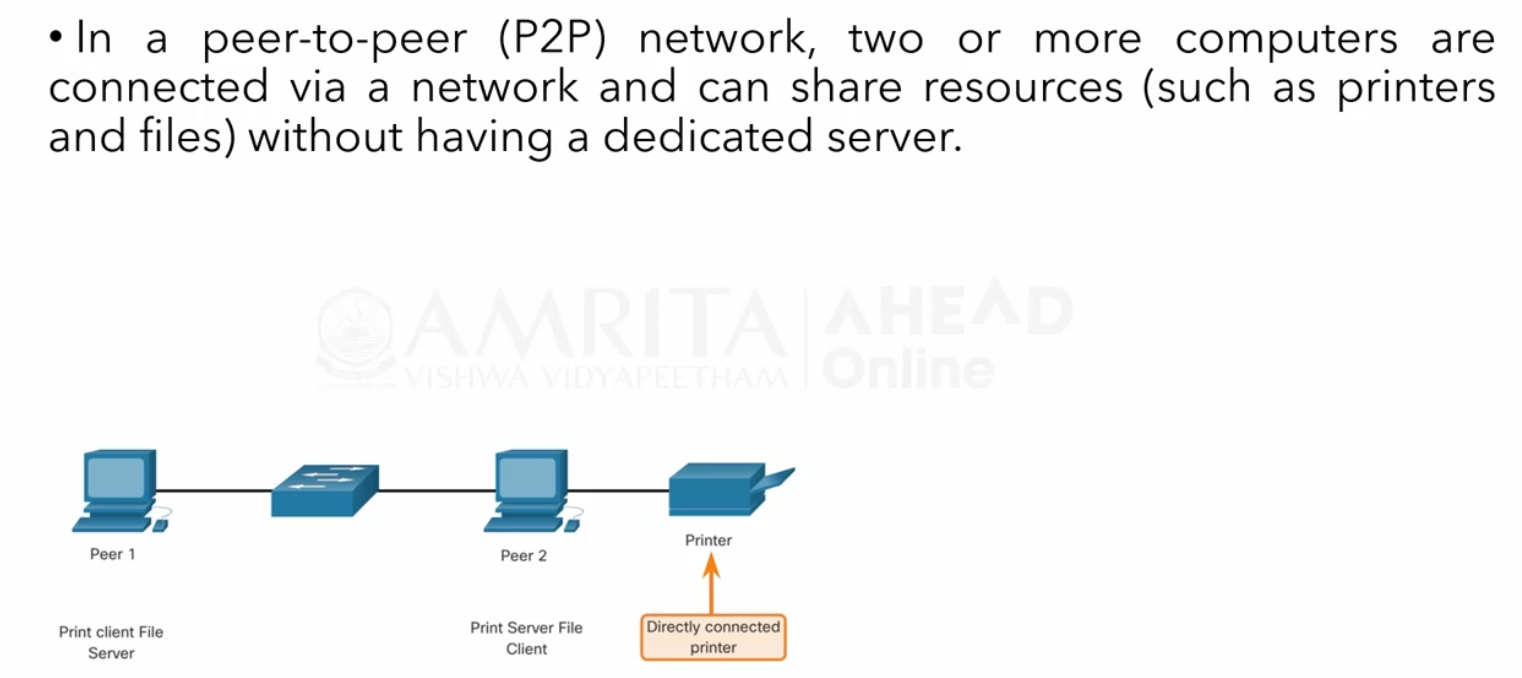 • In a peer-to-peer (P2P) network, two or more computers are
connected via a network and can share resources (such as printers
and files) without having a dedicated server.
AMRITA
VISHWA VIDYAPEETHAM
AHEAD
Online
Peer 1
Peer 2
Printer
Print client File
Server
Print Server File
Client
Directly connected
printer